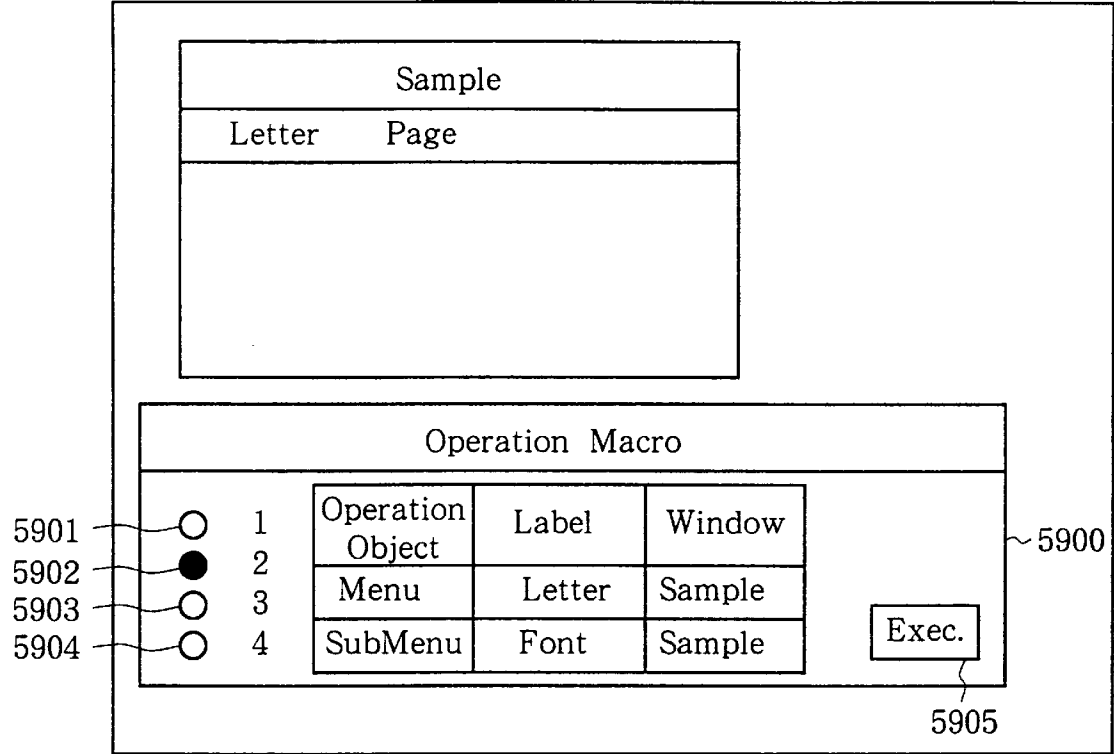 Sample
Letter Page
Operation Macro
5901 1 Operation Object Label Window
5902 2
5903 3 Menu Letter Sample
5904 4 SubMenu Font Sample
Exec.
5900
5905